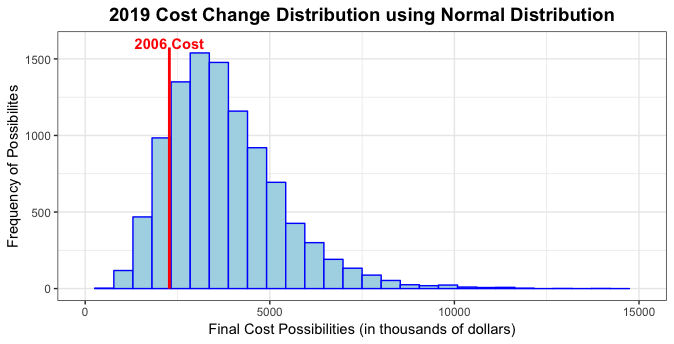 2019 Cost Change Distribution using Normal Distribution
2006 Cost
Frequency of Possibilites
1500
1000
500
0
0
5000
10000
15000
Final Cost Possibilities (in thousands of dollars)